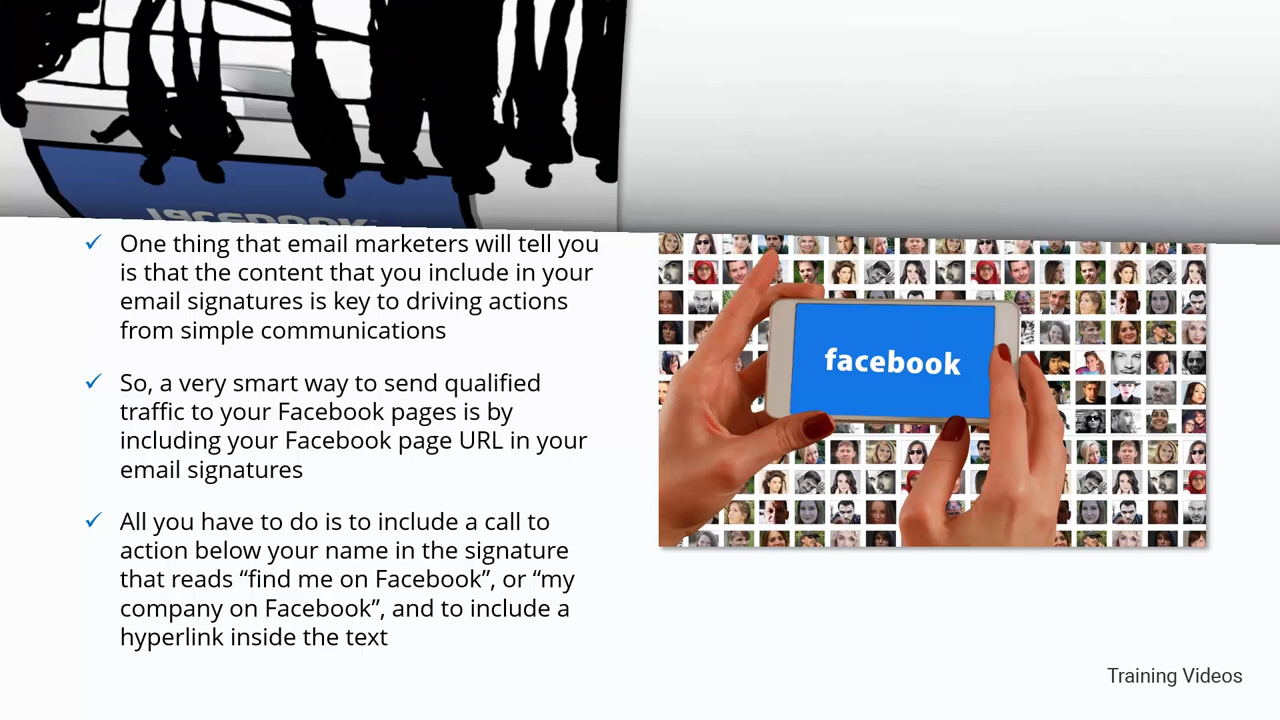 facebook
One thing that email marketers will tell you
is that the content that you include in your
email signatures is key to driving actions
from simple communications
So, a very smart way to send qualified
traffic to your Facebook pages is by
including your Facebook page URL in your
email signatures
All you have to do is to include a call to
action below your name in the signature
that reads “find me on Facebook”, or “my
company on Facebook”, and to include a
hyperlink inside the text
facebook
Training Videos